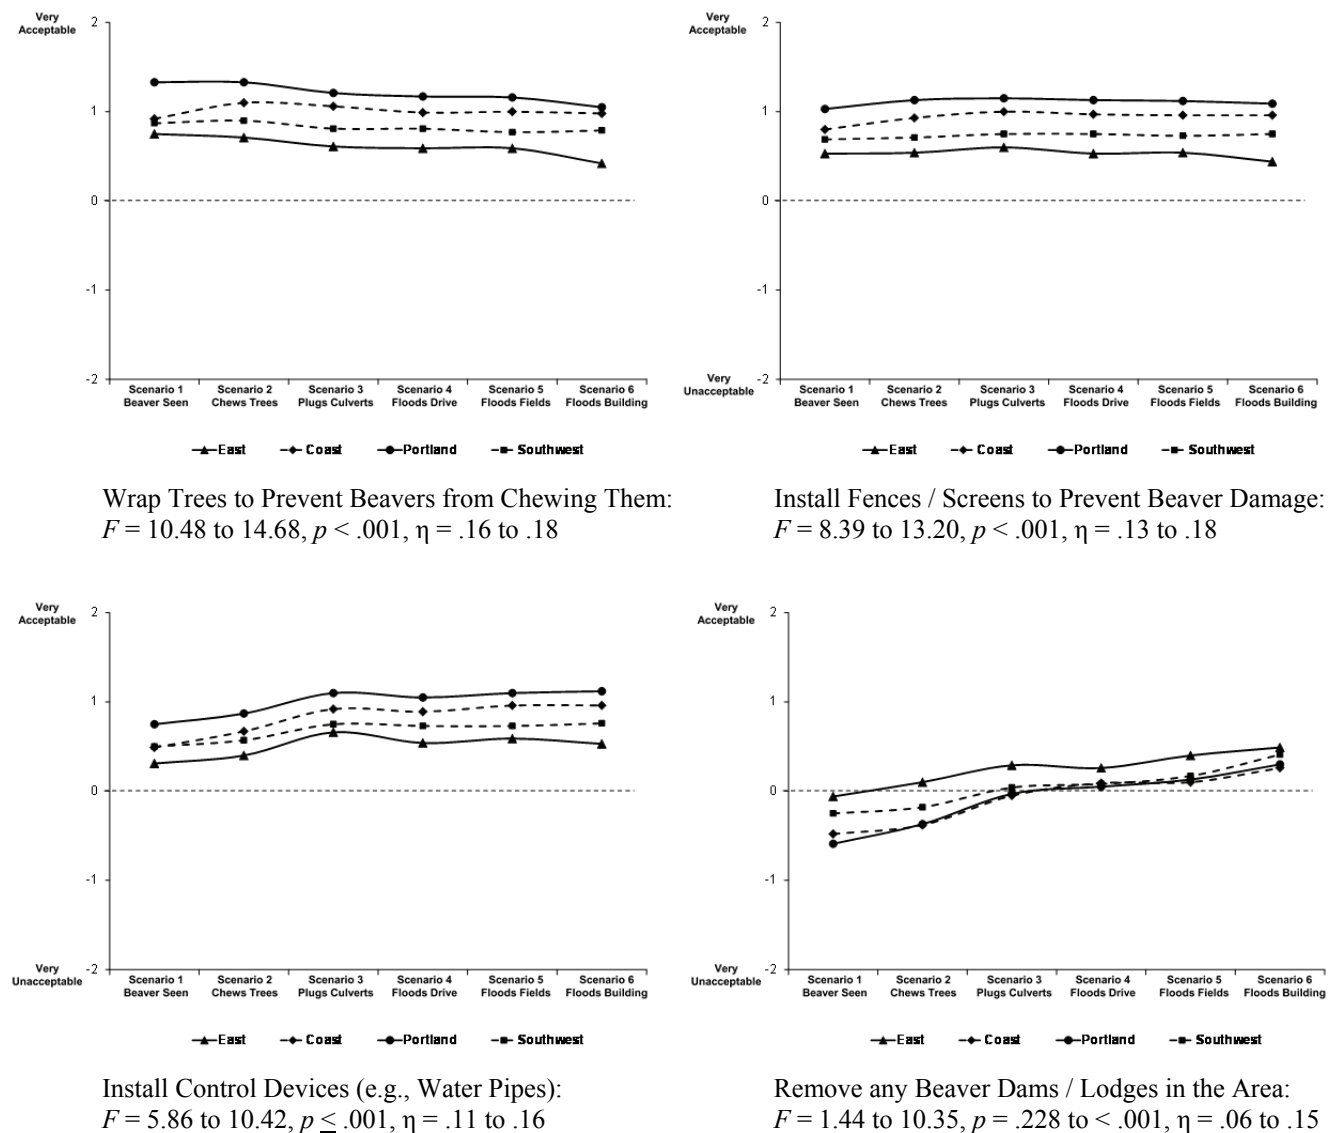 Very
Acceptable
2
1
0
-1
-2
Scenario 1 Scenario 2 Scenario 3 Scenario 4 Scenario 5 Scenario 6
Beaver Seen Chews Trees Plugs Culverts Floods Drive Floods Fields Floods Building
East Coast Portland Southwest
Wrap Trees to Prevent Beavers from Chewing Them:
F = 10.48 to 14.68, p < .001, η = .16 to .18
Very
Acceptable
2
1
0
-1
Very
Unacceptable
-2
Scenario 1 Scenario 2 Scenario 3 Scenario 4 Scenario 5 Scenario 6
Beaver Seen Chews Trees Plugs Culverts Floods Drive Floods Fields Floods Building
East Coast Portland Southwest
Install Fences / Screens to Prevent Beaver Damage:
F = 8.39 to 13.20, p < .001, η = .13 to .18
Very
Acceptable
2
1
0
-1
Very
Unacceptable
-2
Scenario 1 Scenario 2 Scenario 3 Scenario 4 Scenario 5 Scenario 6
Beaver Seen Chews Trees Plugs Culverts Floods Drive Floods Fields Floods Building
East Coast Portland Southwest
Install Control Devices (e.g., Water Pipes):
F = 5.86 to 10.42, p ≤ .001, η = .11 to .16
Very
Acceptable
2
1
0
-1
Very
Unacceptable
-2
Scenario 1 Scenario 2 Scenario 3 Scenario 4 Scenario 5 Scenario 6
Beaver Seen Chews Trees Plugs Culverts Floods Drive Floods Fields Floods Building
East Coast Portland Southwest
Remove any Beaver Dams / Lodges in the Area:
F = 1.44 to 10.35, p = .228 to < .001, η = .06 to .15